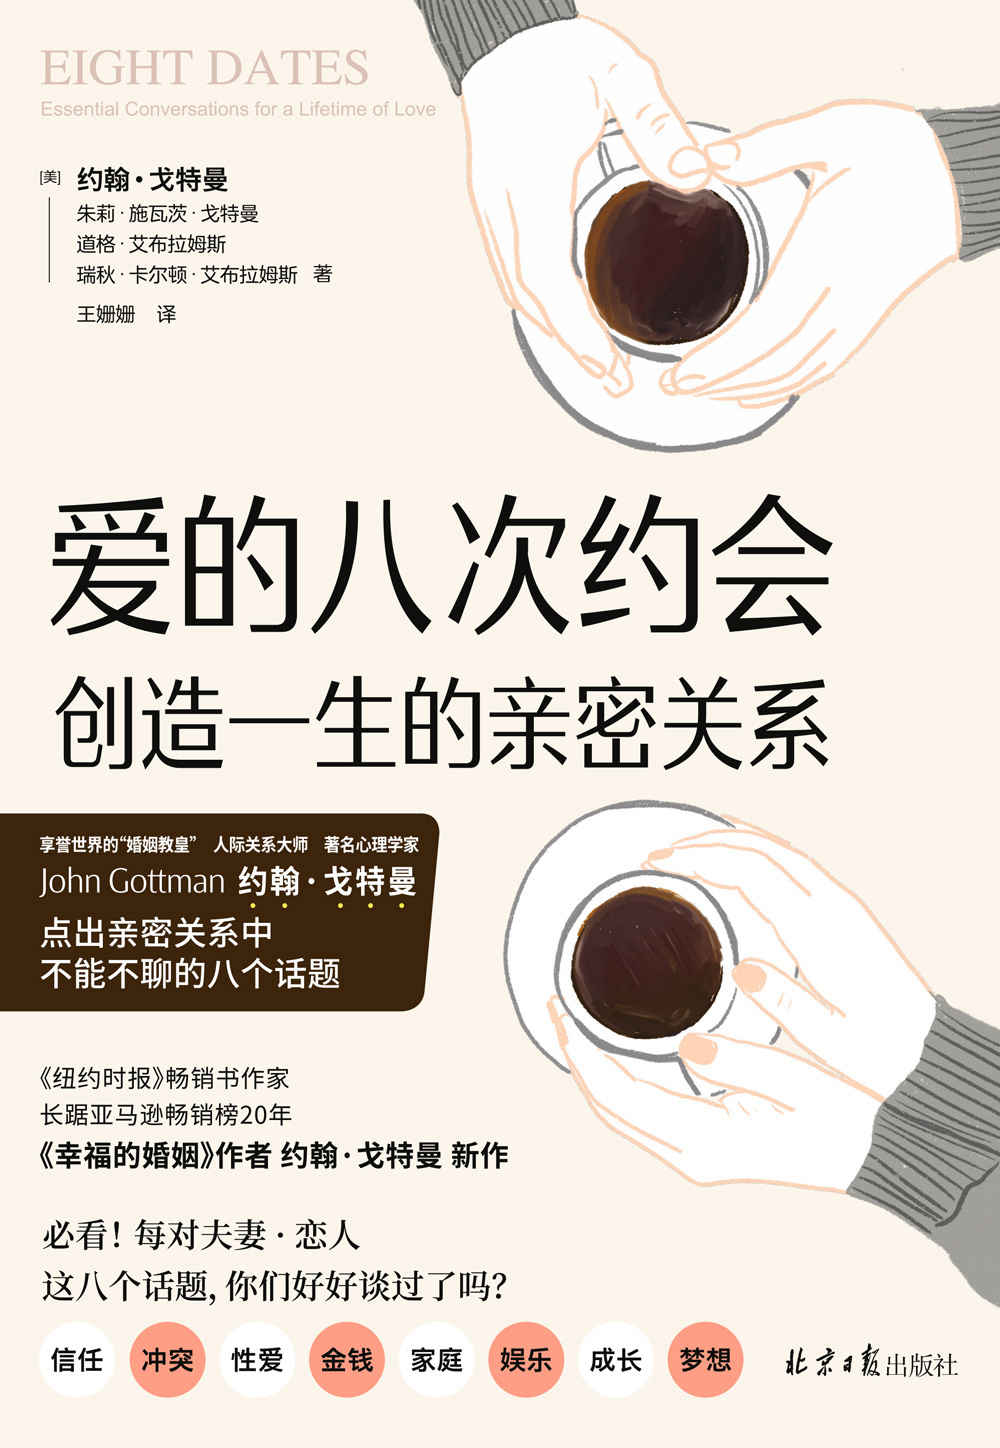 EIGHT DATES
Essential Conversations for a Lifetime of Love
[美] 约翰·戈特曼
朱莉·施瓦茨·戈特曼
道格·艾布拉姆斯
瑞秋·卡尔顿·艾布拉姆斯 著
王姗姗 译
爱的八次约会
创造一生的亲密关系
享誉世界的“婚姻教皇” 人际关系大师 著名心理学家
John Gottman 约翰·戈特曼
点出亲密关系中
不能不聊的八个话题
《纽约时报》畅销书作家
长踞亚马逊畅销榜20年
《幸福的婚姻》作者 约翰·戈特曼 新作
必看！每对夫妻·恋人
这八个话题，你们好好谈过了吗？
信任 冲突 性爱 金钱 家庭 娱乐 成长 梦想
北京日报出版社